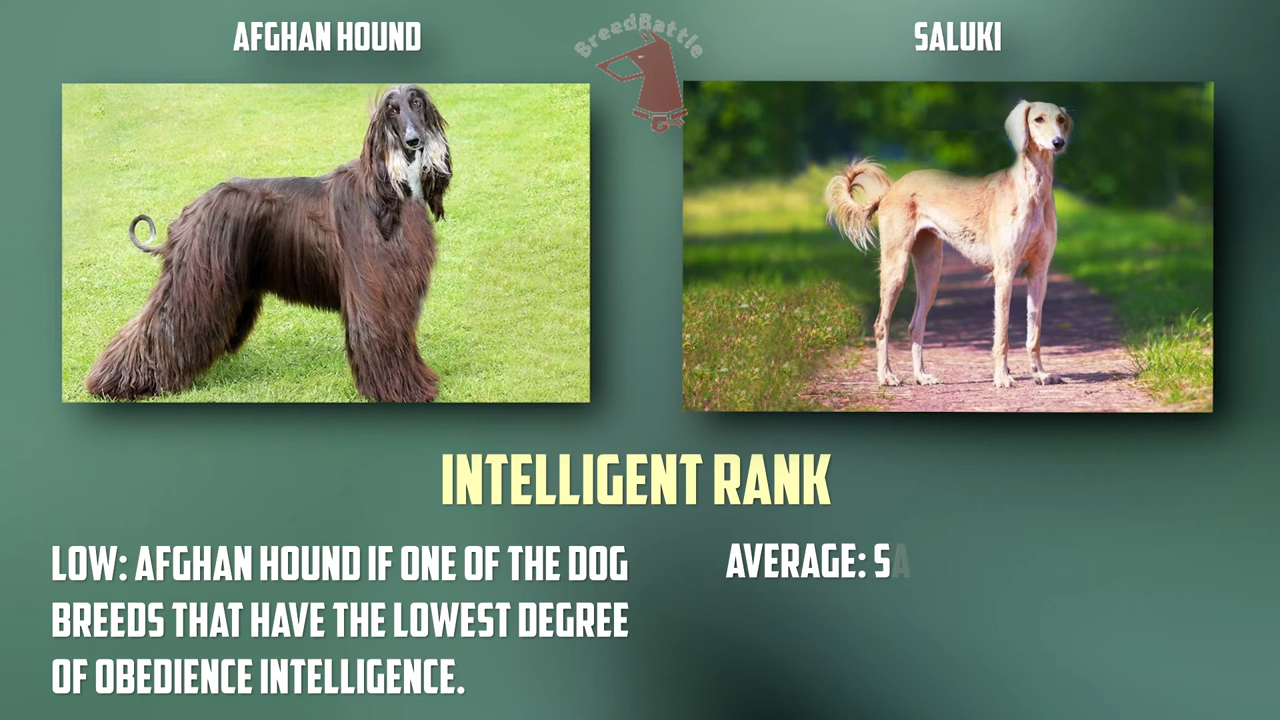 AFGHAN HOUND
BreedBattle
SALUKI
INTELLIGENT RANK
LOW: AFGHAN HOUND IF ONE OF THE DOG
BREEDS THAT HAVE THE LOWEST DEGREE
OF OBEDIENCE INTELLIGENCE.
AVERAGE: SA